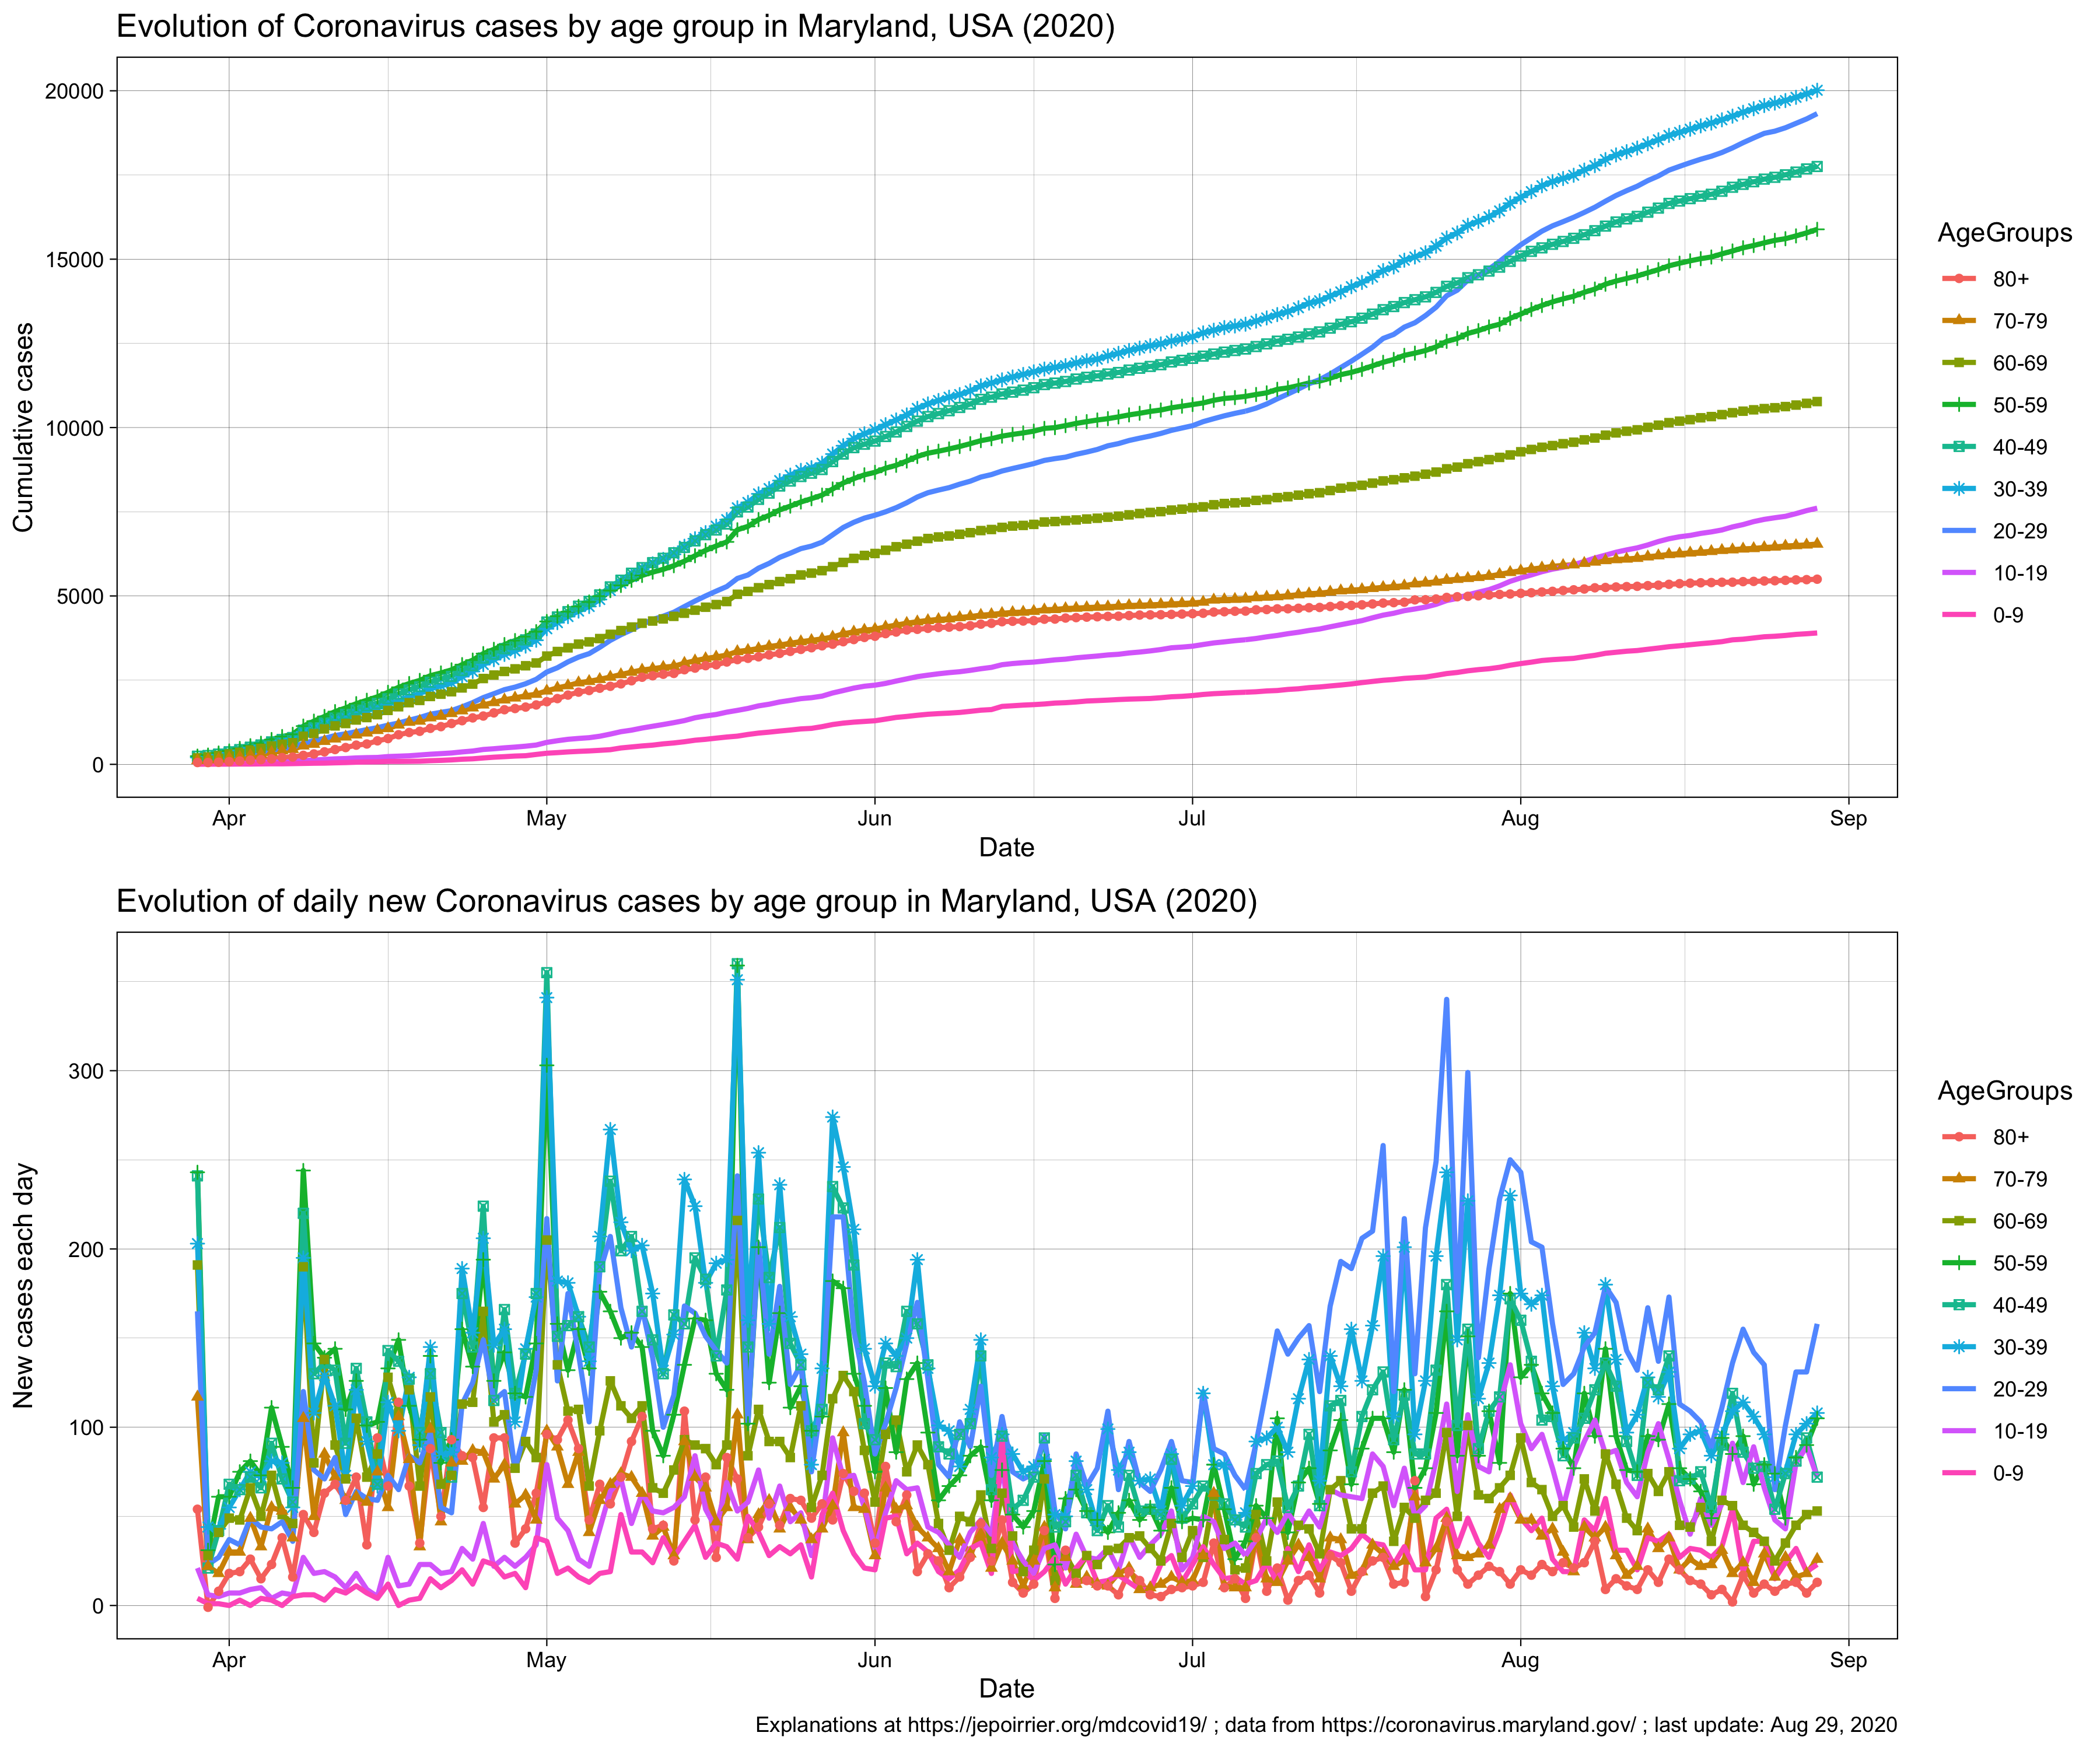 Evolution of Coronavirus cases by age group in Maryland, USA (2020)
20000
15000
10000
5000
0
Cumulative cases
Apr May Jun Jul Aug Sep
Date
AgeGroups
80+
70-79
60-69
50-59
40-49
30-39
20-29
10-19
0-9
Evolution of daily new Coronavirus cases by age group in Maryland, USA (2020)
300
200
100
0
New cases each day
Apr May Jun Jul Aug Sep
Date
AgeGroups
80+
70-79
60-69
50-59
40-49
30-39
20-29
10-19
0-9
Explanations at https://jepoirrier.org/mdcovid19/ ; data from https://coronavirus.maryland.gov/ ; last update: Aug 29, 2020